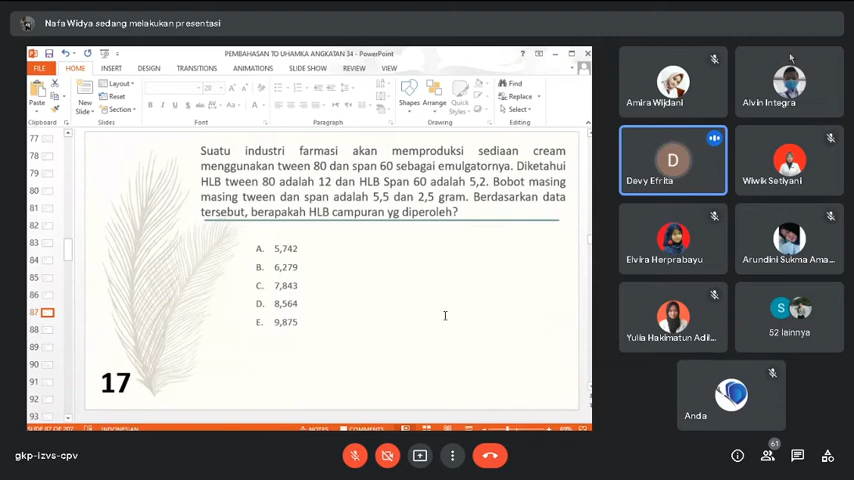 Nafa Widya sedang melakukan presentasi
PEMBAHASAN TO UHAMKA ANGKATAN 34 - PowerPoint
FILE HOME INSERT DESIGN TRANSITIONS ANIMATIONS SLIDE SHOW REVIEW VIEW
Paste
New
Slide
Layout
Reset
Section
Shapes
Arrange
Quick
Styles
Find
Replace
Select
Clipboard
Slides
Font
Paragraph
Drawing
Editing
77
78
79
80
81
82
83
84
85
86
87
88
89
90
91
92
93
Suatu industri farmasi akan memproduksi sediaan cream
menggunakan tween 80 dan span 60 sebagai emulgatornya. Diketahui
HLB tween 80 adalah 12 dan HLB Span 60 adalah 5,2. Bobot masing
masing tween dan span adalah 5,5 dan 2,5 gram. Berdasarkan data
tersebut, berapakah HLB campuran yg diperoleh?
A. 5,742
B. 6,279
C. 7,843
D. 8,564
E. 9,875
17
SLIDE 87 OF 207
INDONESIAN
NOTES
COMMENTS
69%
Amira Wijdani
Alvin Integra
D
Devy Efrita
Wiwik Setiyani
Elvira Herprabayu
Arundini Sukma Ama...
Yulia Hakimatun Adil...
S
52 lainnya
Anda
gkp-izvs-cpv
61